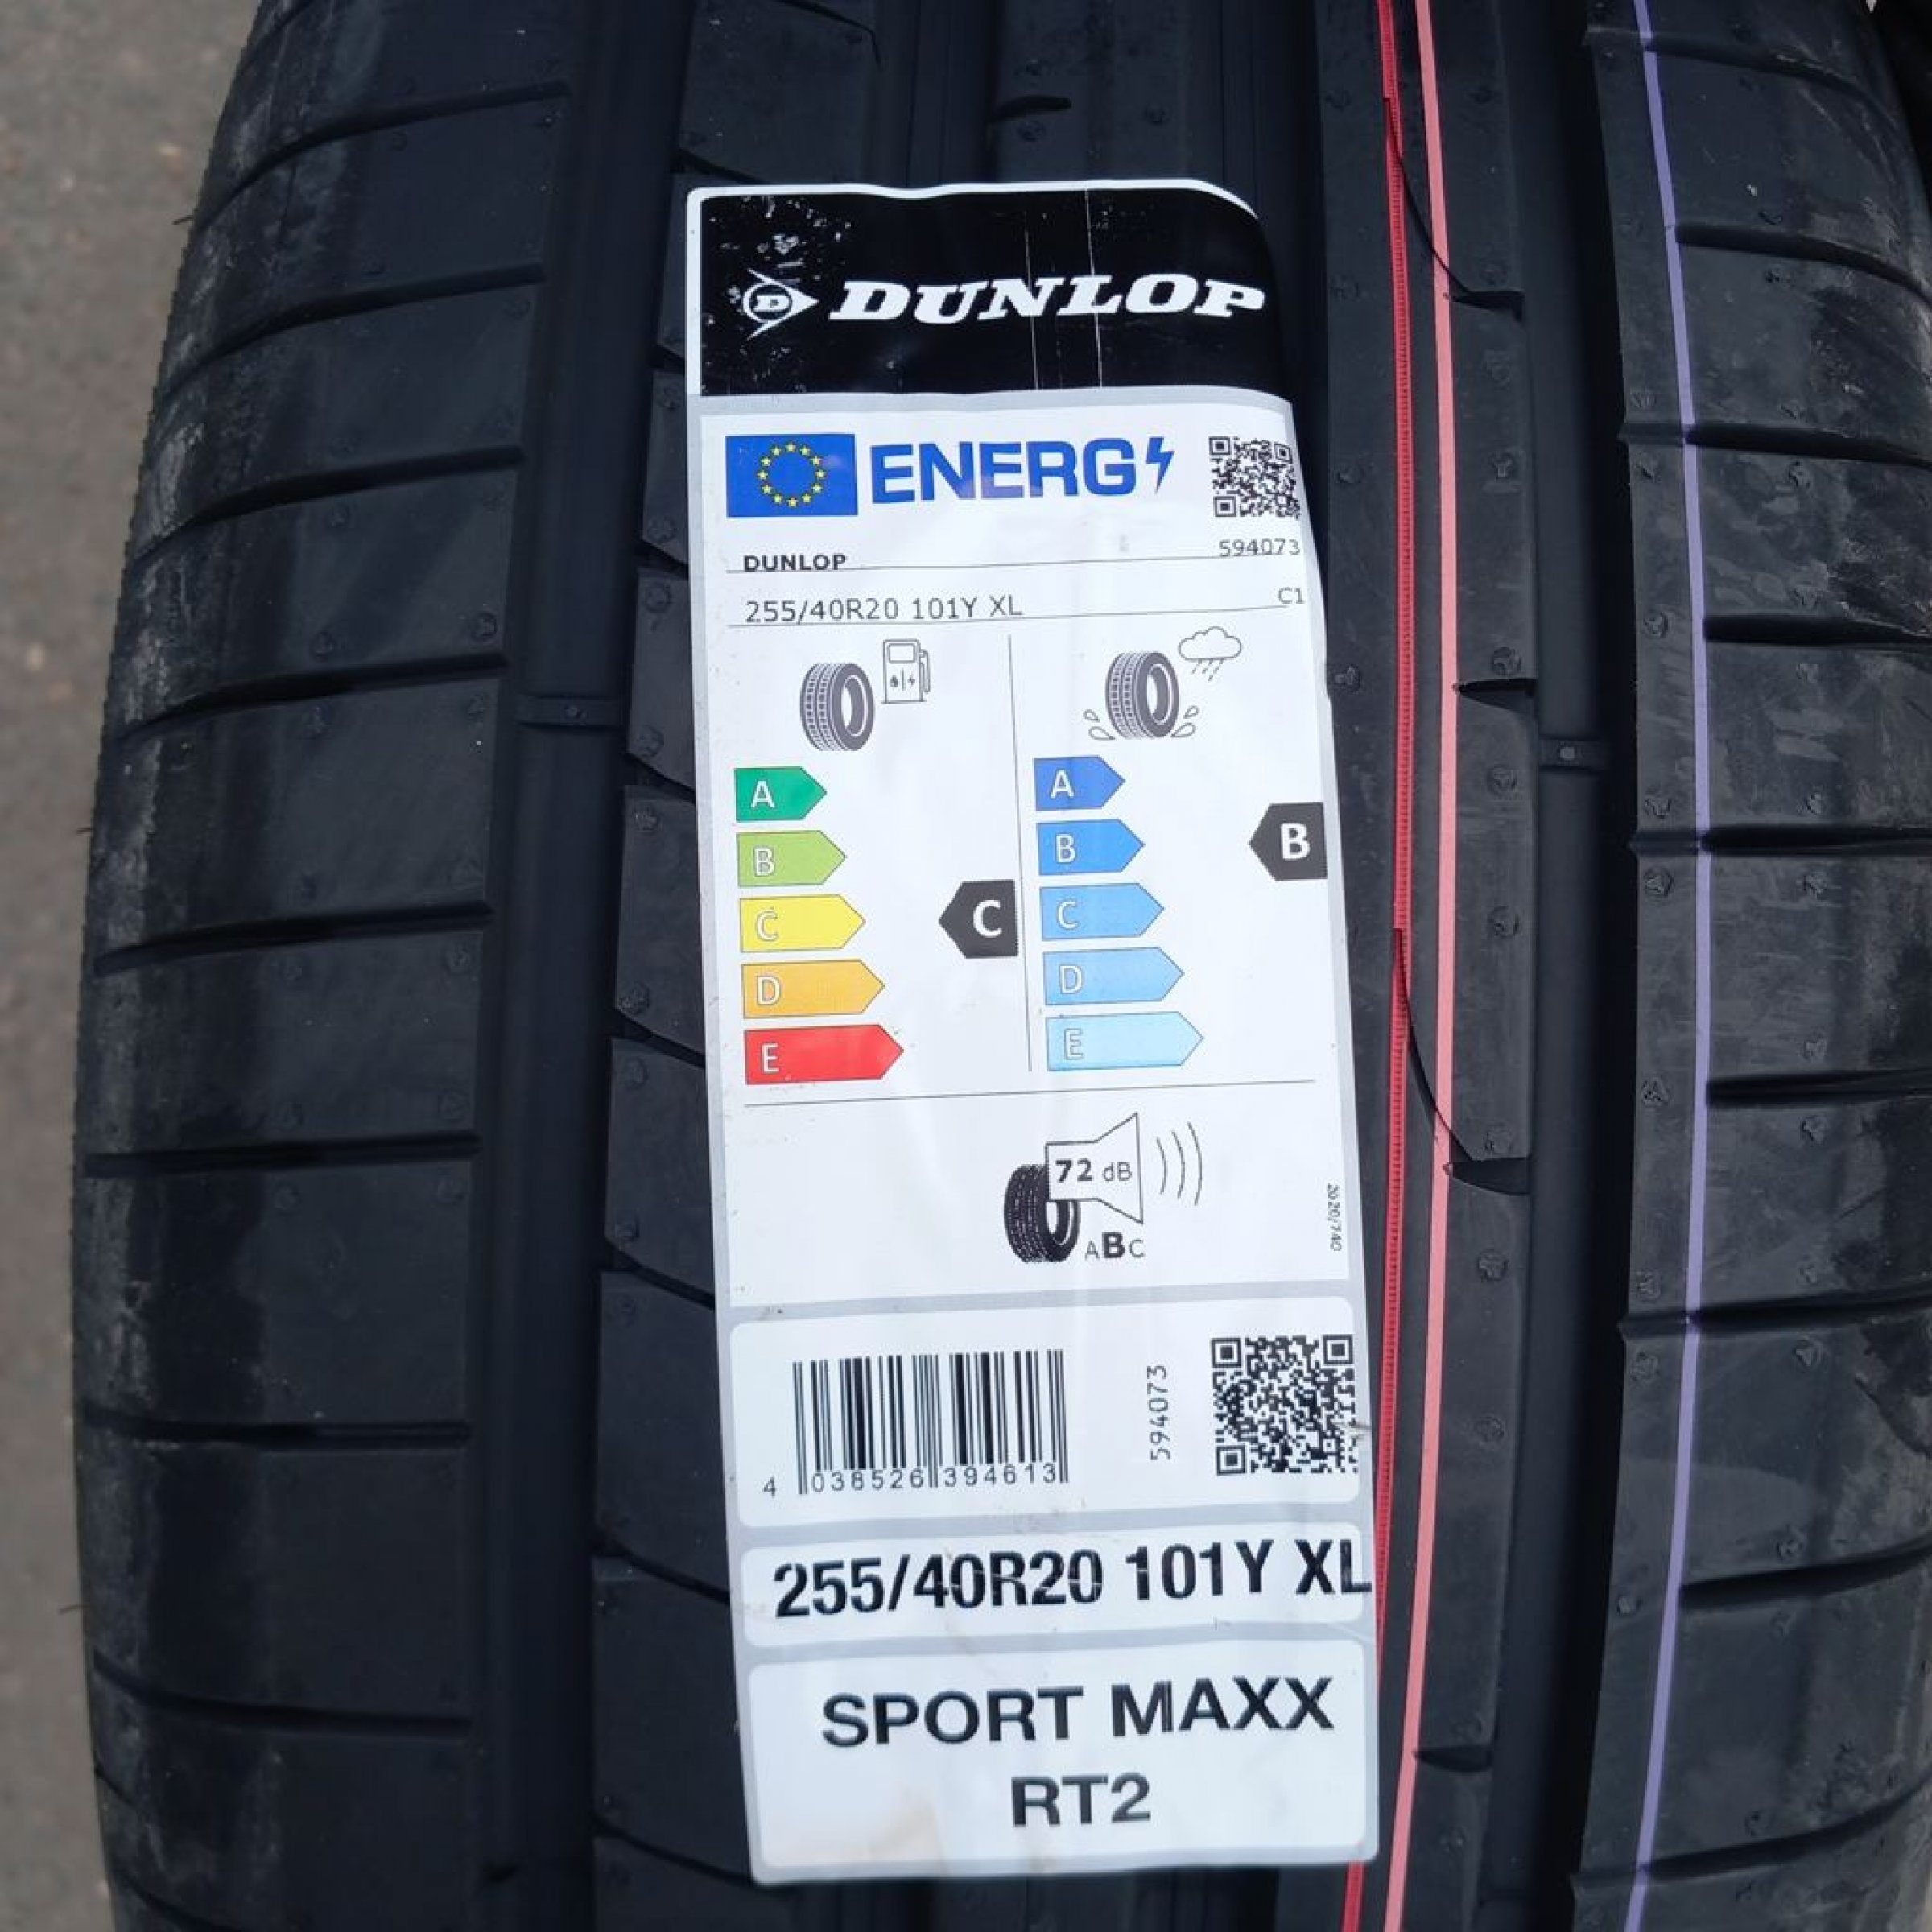 D DUNLOP
ENERG
DUNLOP 594073
255/40R20 101Y XL C1
A A
B B B
C C C
D D
E E
72 dB
ABC
2020/740
4 038526 394613
594073
255/40R20 101Y XL
SPORT MAXX
RT2